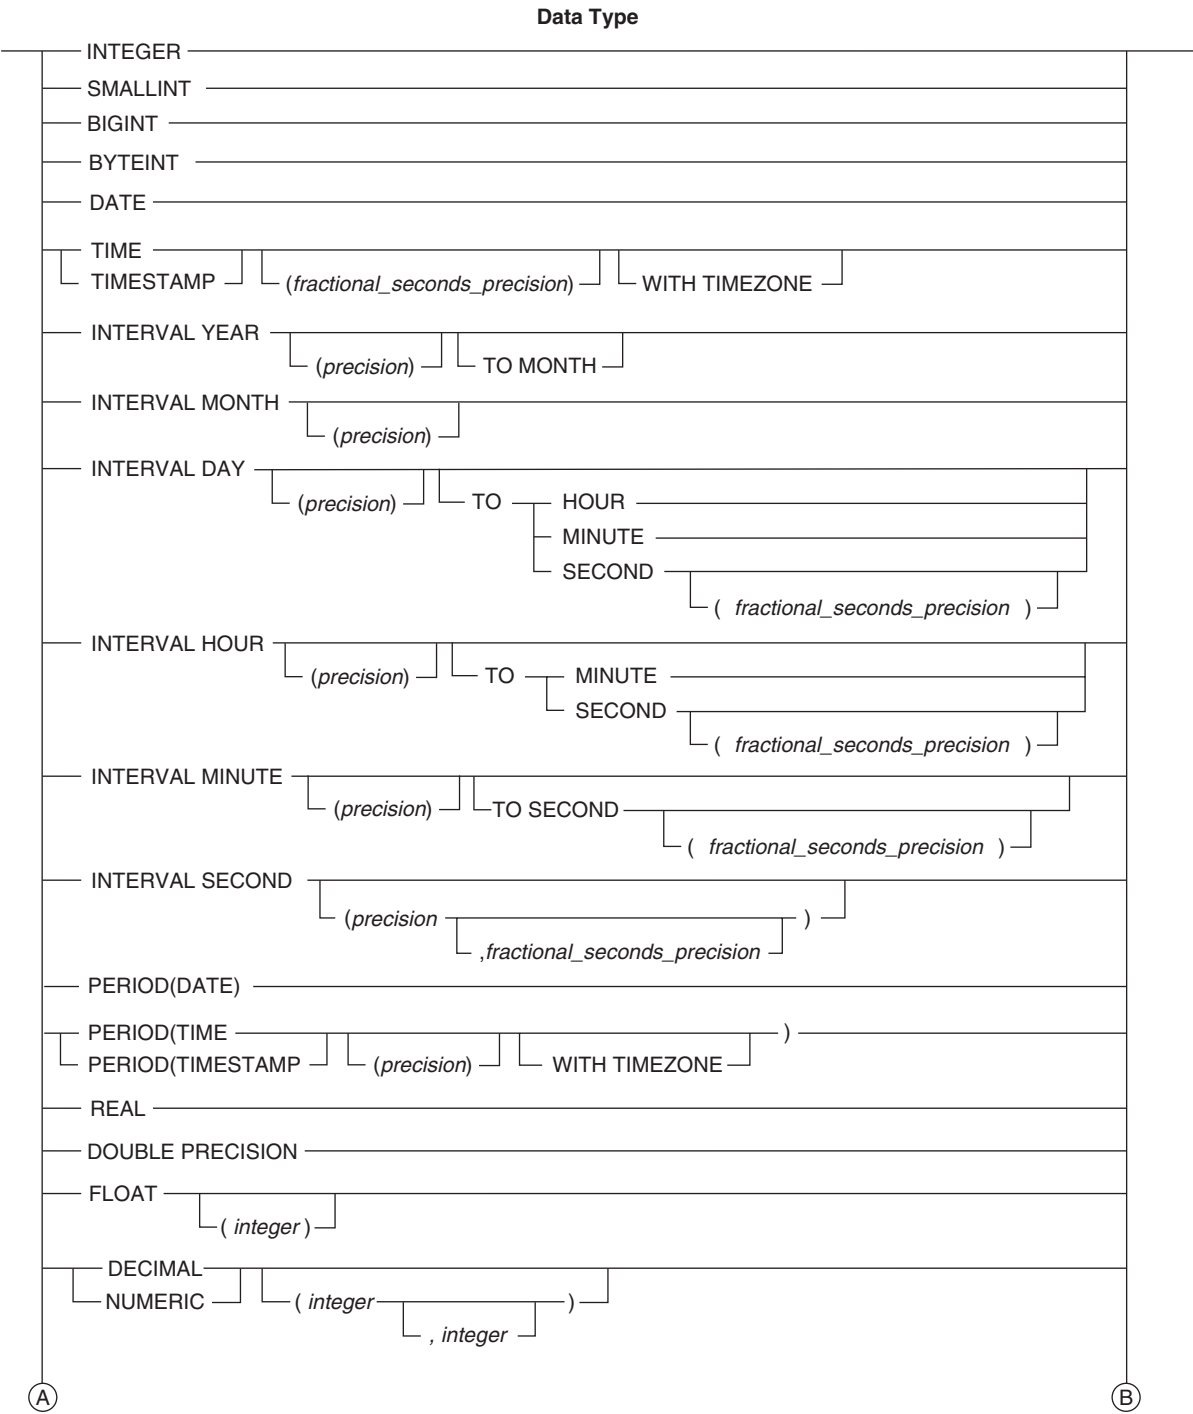 Data Type
INTEGER
SMALLINT
BIGINT
BYTEINT
DATE
TIME
TIMESTAMP (fractional_seconds_precision) WITH TIMEZONE
INTERVAL YEAR
(precision) TO MONTH
INTERVAL MONTH
(precision)
INTERVAL DAY
(precision) TO HOUR
MINUTE
SECOND
( fractional_seconds_precision )
INTERVAL HOUR
(precision) TO MINUTE
SECOND
( fractional_seconds_precision )
INTERVAL MINUTE
(precision) TO SECOND
( fractional_seconds_precision )
INTERVAL SECOND
(precision )
,fractional_seconds_precision
PERIOD(DATE)
PERIOD(TIME )
PERIOD(TIMESTAMP (precision) WITH TIMEZONE
REAL
DOUBLE PRECISION
FLOAT
( integer )
DECIMAL
NUMERIC ( integer )
, integer
A B